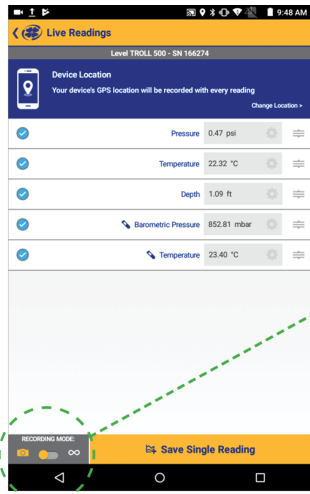 9:48 AM
Live Readings
Level TROLL 500 - SN 166274
Device Location
Your device's GPS location will be recorded with every reading
Change Location >
Pressure 0.47 psi
Temperature 22.32 °C
Depth 1.09 ft
Barometric Pressure 852.81 mbar
Temperature 23.40 °C
RECORDING MODE:
Save Single Reading